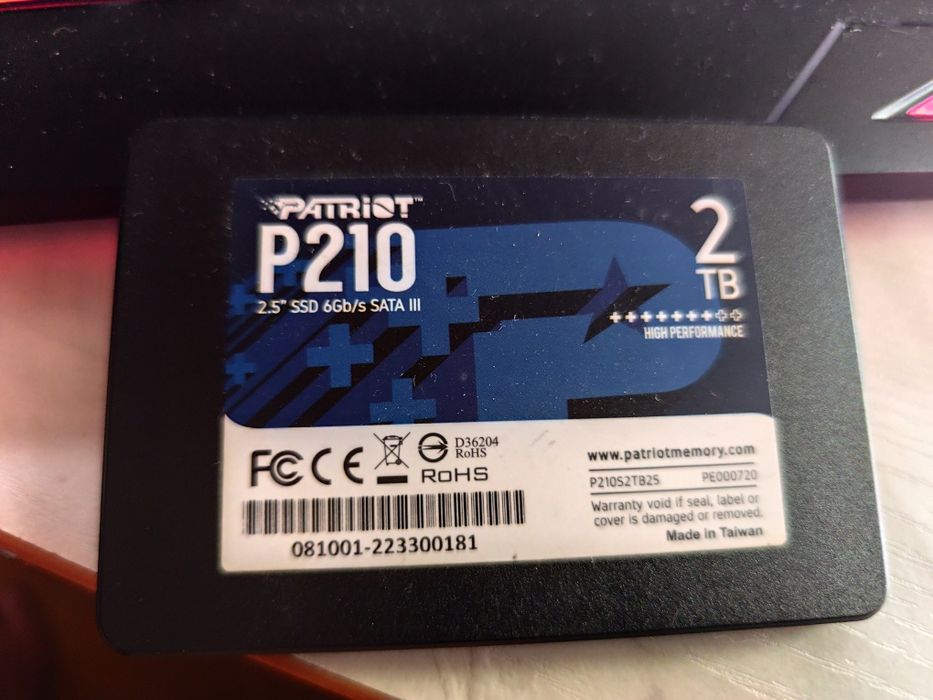 PATRIOT™
P210
2.5" SSD 6Gb/s SATA III
2
TB
HIGH PERFORMANCE
FC CE
D36204
RoHS
RoHS
081001-223300181
www.patriotmemory.com
P210S2TB25 PE000720
Warranty void if seal, label or
cover is damaged or removed.
Made in Taiwan